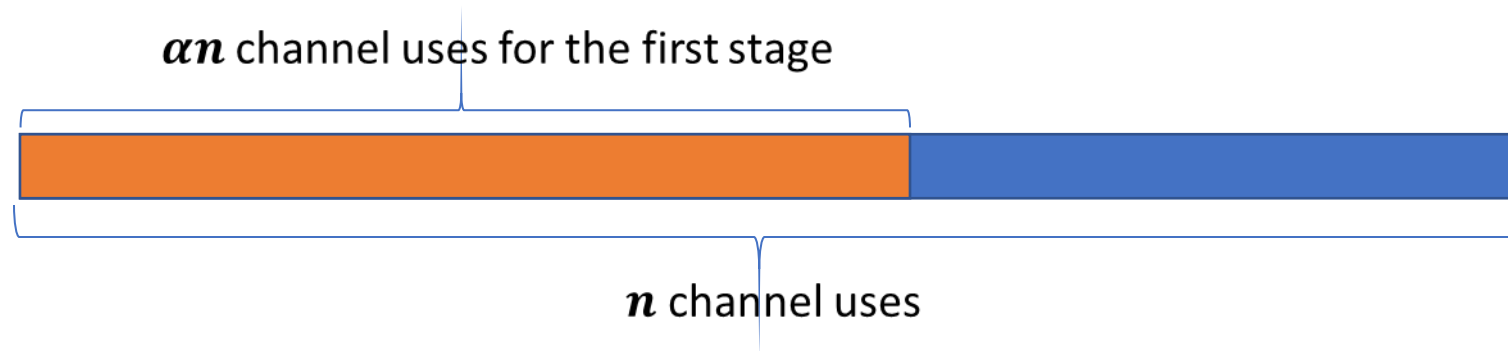 αn channel uses for the first stage
n channel uses